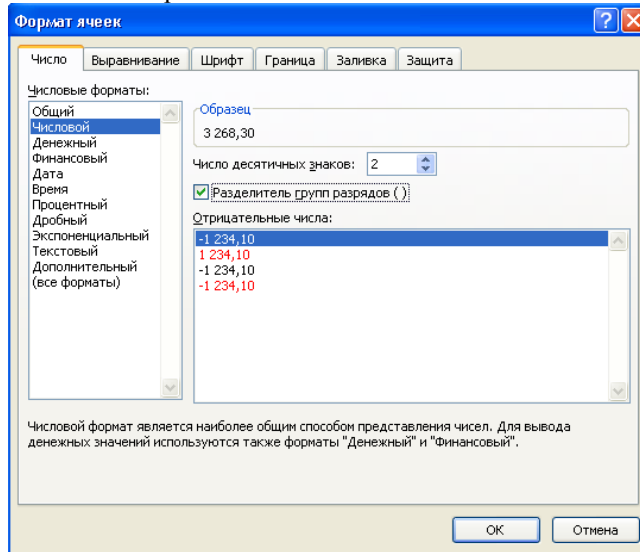 Формат ячеек
Число Выравнивание Шрифт Граница Заливка Защита
Числовые форматы:
Общий
Числовой
Денежный
Финансовый
Дата
Время
Процентный
Дробный
Экспоненциальный
Текстовый
Дополнительный
(все форматы)
Образец
3 268,30
Число десятичных знаков: 2
Разделитель групп разрядов ( )
Отрицательные числа:
-1 234,10
1 234,10
-1 234,10
-1 234,10
Числовой формат является наиболее общим способом представления чисел. Для вывода
денежных значений используются также форматы "Денежный" и "Финансовый".
ОК Отмена